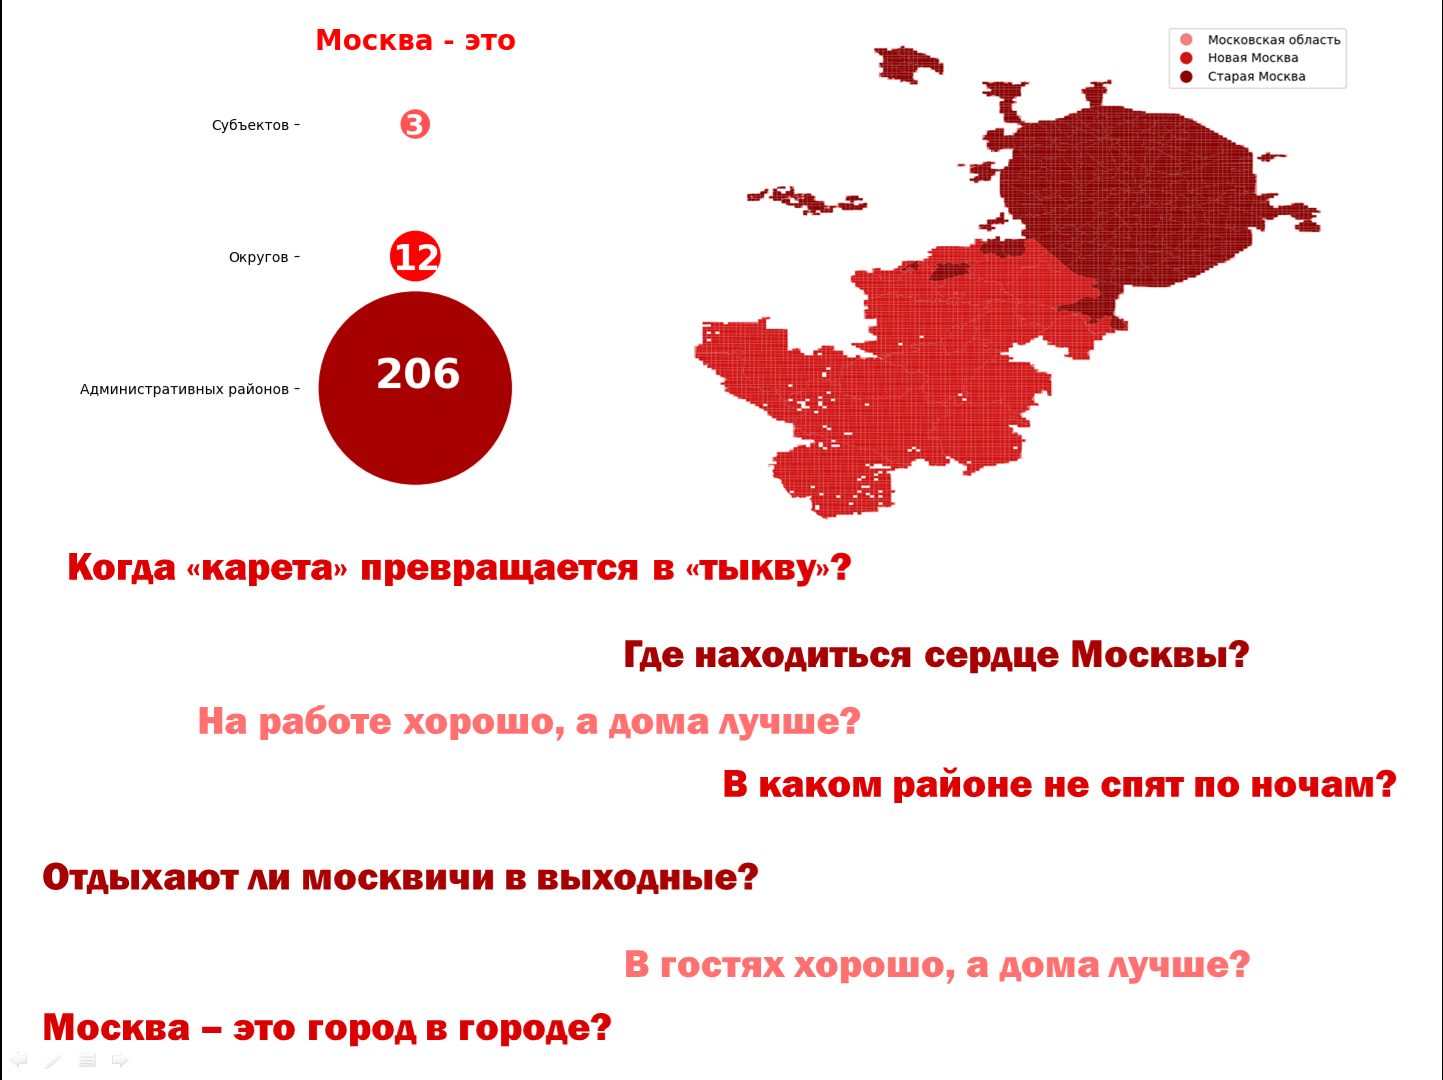 Москва - это
Московская область
Новая Москва
Старая Москва
Субъектов
3
Округов
12
Административных районов
206
Когда «карета» превращается в «тыкву»?
Где находиться сердце Москвы?
На работе хорошо, а дома лучше?
В каком районе не спят по ночам?
Отдыхают ли москвичи в выходные?
В гостях хорошо, а дома лучше?
Москва – это город в городе?